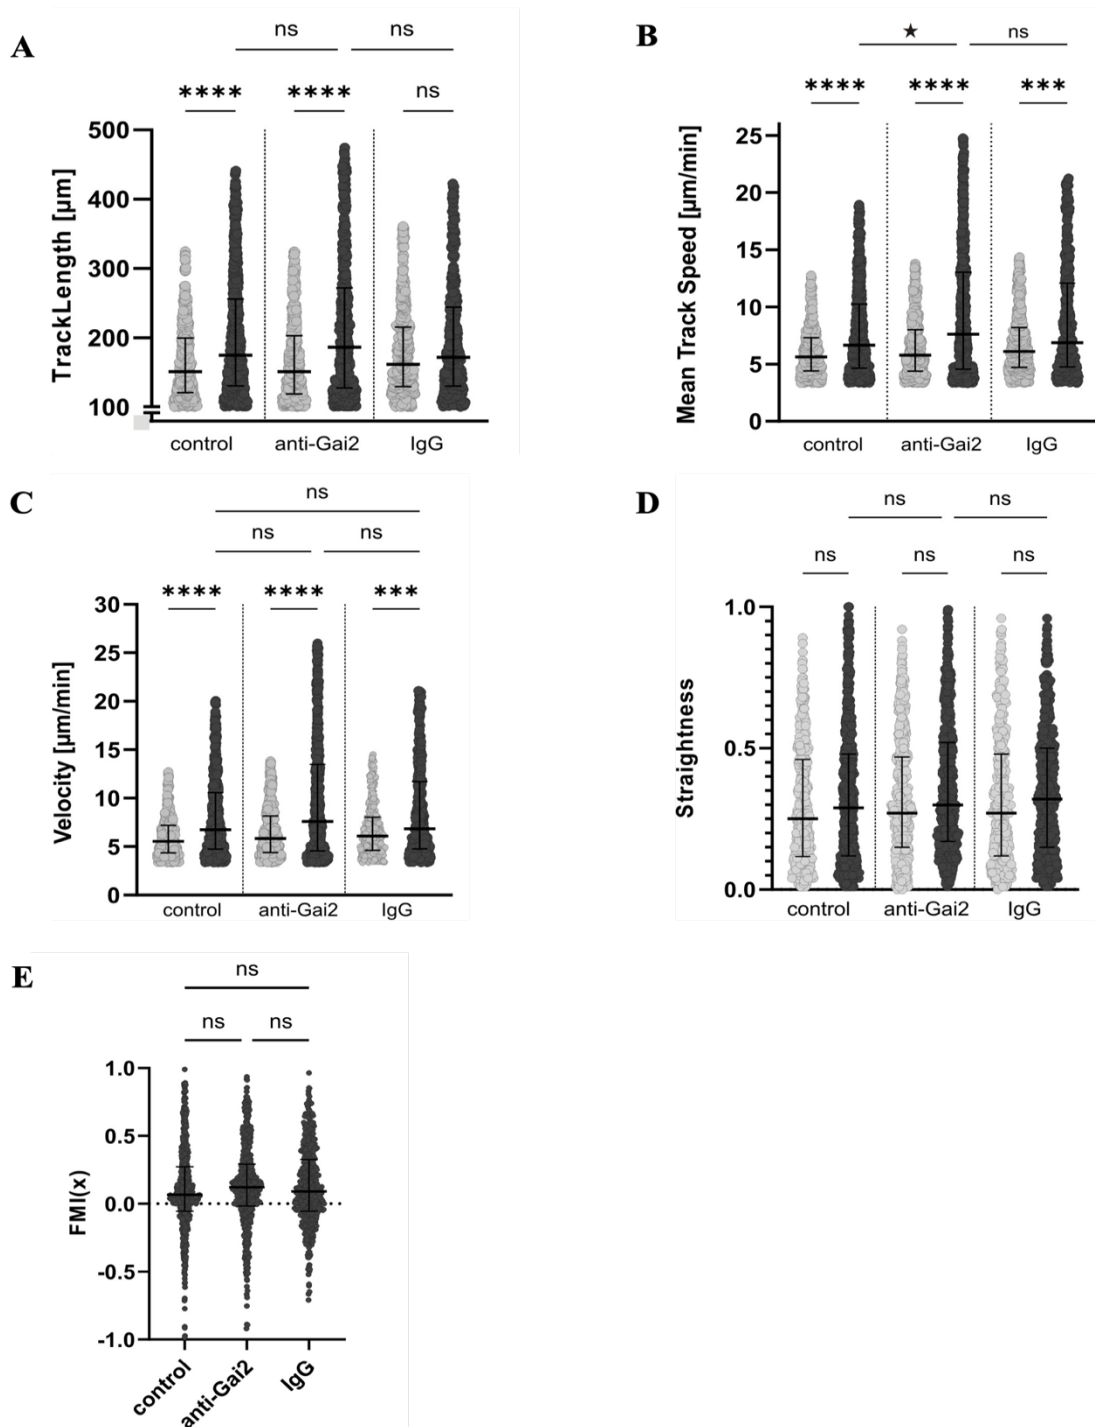 A
ns ns
**** **** ns
TrackLength [µm]
500
400
300
200
100
control anti-Gai2 IgG
B
★ ns
**** **** ***
Mean Track Speed [µm/min]
25
20
15
10
5
0
control anti-Gai2 IgG
C
ns
ns ns
**** **** ***
Velocity [µm/min]
30
25
20
15
10
5
0
control anti-Gai2 IgG
D
ns ns
ns ns ns
Straightness
1.0
0.5
0.0
control anti-Gai2 IgG
E
ns
ns ns
FMI(x)
1.0
0.5
0.0
-0.5
-1.0
control anti-Gai2 IgG